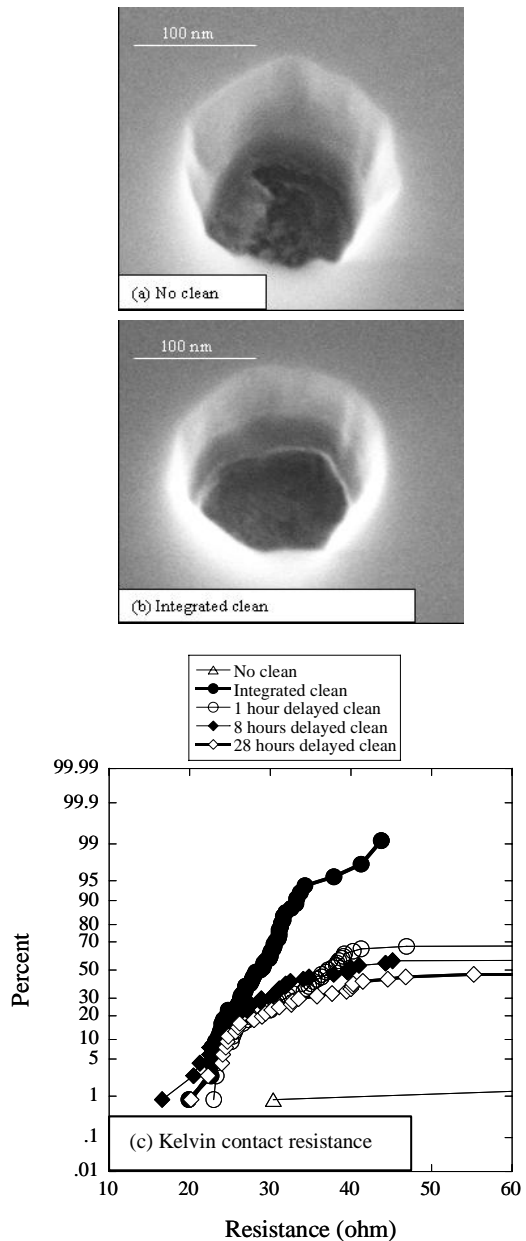 100 nm
(a) No clean
100 nm
(b) Integrated clean
No clean
Integrated clean
1 hour delayed clean
8 hours delayed clean
28 hours delayed clean
99.99
99.9
99
95
90
80
70
50
30
20
10
5
1
.1
.01
Percent
(c) Kelvin contact resistance
10 20 30 40 50 60
Resistance (ohm)